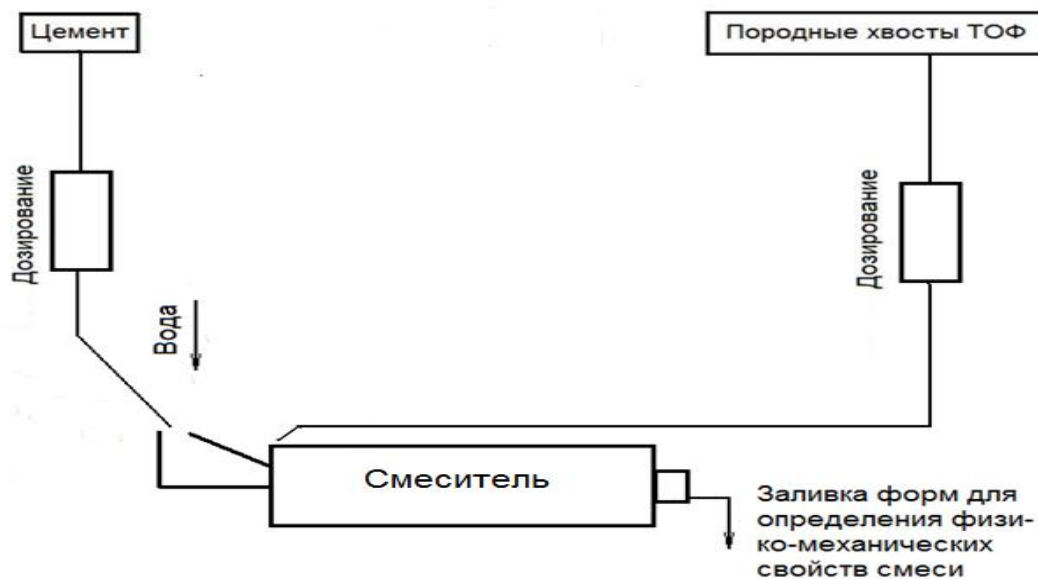 Цемент
Породные хвосты ТОФ
Дозирование
Дозирование
Вода
Смеситель
Заливка форм для
определения физи-
ко-механических
свойств смеси